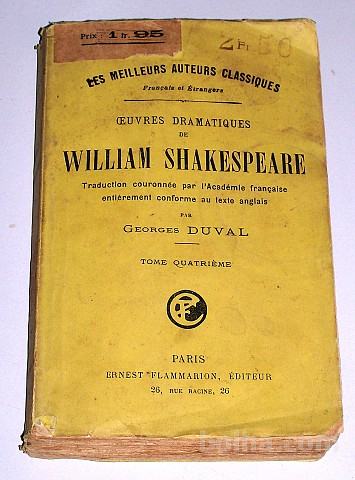 Prix : 1 fr. 95
2 Fr 50
LES MEILLEURS AUTEURS CLASSIQUES
Français et Étrangers
ŒUVRES DRAMATIQUES
DE
WILLIAM SHAKESPEARE
Traduction couronnée par l'Académie française
entièrement conforme au texte anglais
PAR
GEORGES DUVAL
TOME QUATRIÈME
PARIS
ERNEST FLAMMARION, ÉDITEUR
26, RUE RACINE, 26
bolha.com